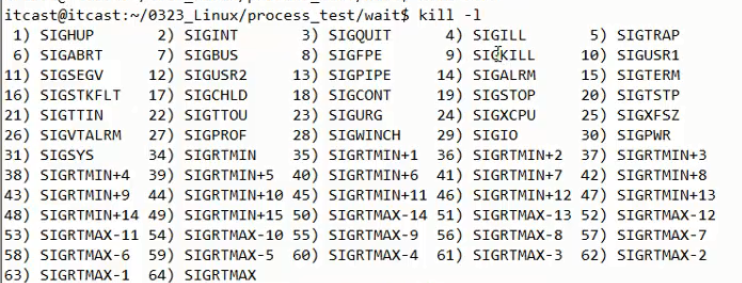 itcast@itcast:~/0323_Linux/process_test/wait$ kill -l
1) SIGHUP 2) SIGINT 3) SIGQUIT 4) SIGILL 5) SIGTRAP
6) SIGABRT 7) SIGBUS 8) SIGFPE 9) SIGKILL 10) SIGUSR1
11) SIGSEGV 12) SIGUSR2 13) SIGPIPE 14) SIGALRM 15) SIGTERM
16) SIGSTKFLT 17) SIGCHLD 18) SIGCONT 19) SIGSTOP 20) SIGTSTP
21) SIGTTIN 22) SIGTTOU 23) SIGURG 24) SIGXCPU 25) SIGXFSZ
26) SIGVTALRM 27) SIGPROF 28) SIGWINCH 29) SIGIO 30) SIGPWR
31) SIGSYS 34) SIGRTMIN 35) SIGRTMIN+1 36) SIGRTMIN+2 37) SIGRTMIN+3
38) SIGRTMIN+4 39) SIGRTMIN+5 40) SIGRTMIN+6 41) SIGRTMIN+7 42) SIGRTMIN+8
43) SIGRTMIN+9 44) SIGRTMIN+10 45) SIGRTMIN+11 46) SIGRTMIN+12 47) SIGRTMIN+13
48) SIGRTMIN+14 49) SIGRTMIN+15 50) SIGRTMAX-14 51) SIGRTMAX-13 52) SIGRTMAX-12
53) SIGRTMAX-11 54) SIGRTMAX-10 55) SIGRTMAX-9 56) SIGRTMAX-8 57) SIGRTMAX-7
58) SIGRTMAX-6 59) SIGRTMAX-5 60) SIGRTMAX-4 61) SIGRTMAX-3 62) SIGRTMAX-2
63) SIGRTMAX-1 64) SIGRTMAX